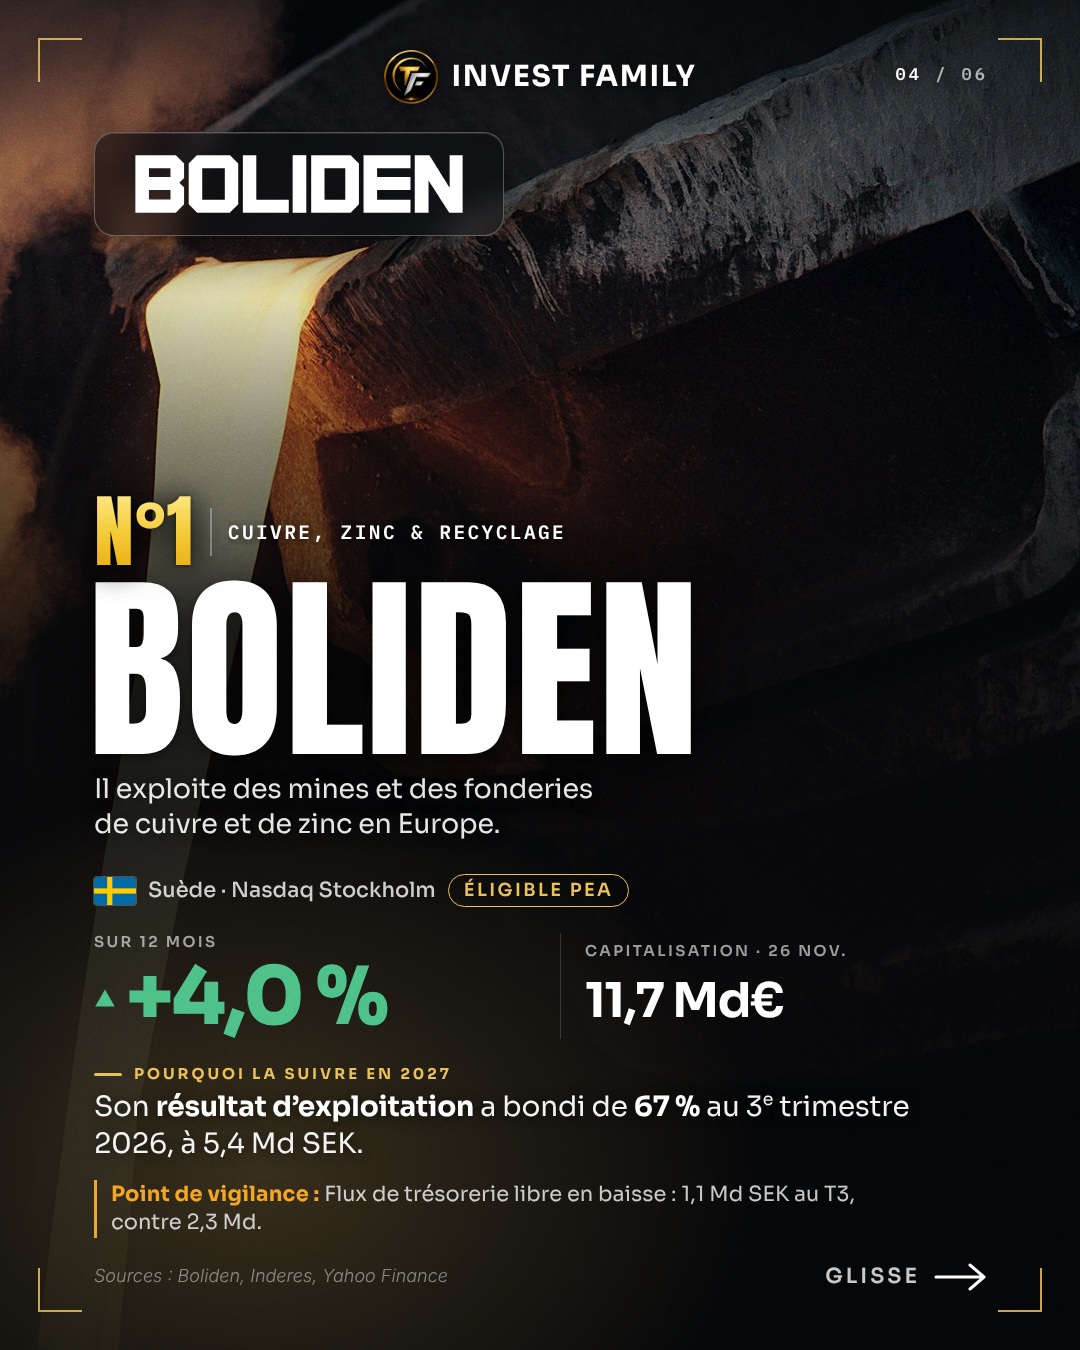 INVEST FAMILY
04 / 06
BOLIDEN
N°1
CUIVRE, ZINC & RECYCLAGE
BOLIDEN
Il exploite des mines et des fonderies
de cuivre et de zinc en Europe.
Suède · Nasdaq Stockholm
ÉLIGIBLE PEA
SUR 12 MOIS
▲ +4,0 %
CAPITALISATION · 26 NOV.
11,7 Md€
POURQUOI LA SUIVRE EN 2027
Son résultat d’exploitation a bondi de 67 % au 3ᵉ trimestre
2026, à 5,4 Md SEK.
Point de vigilance : Flux de trésorerie libre en baisse : 1,1 Md SEK au T3,
contre 2,3 Md.
Sources : Boliden, Inderes, Yahoo Finance
GLISSE →